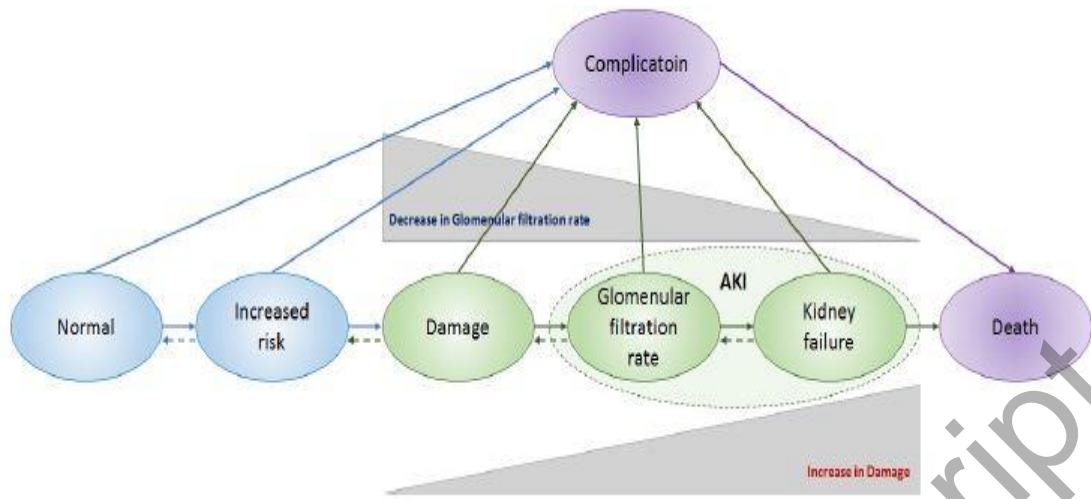 Complicatoin
Decrease in Glomenular filtration rate
AKI
Normal
Increased
risk
Damage
Glomenular
filtration
rate
Kidney
failure
Death
Increase in Damage
ript